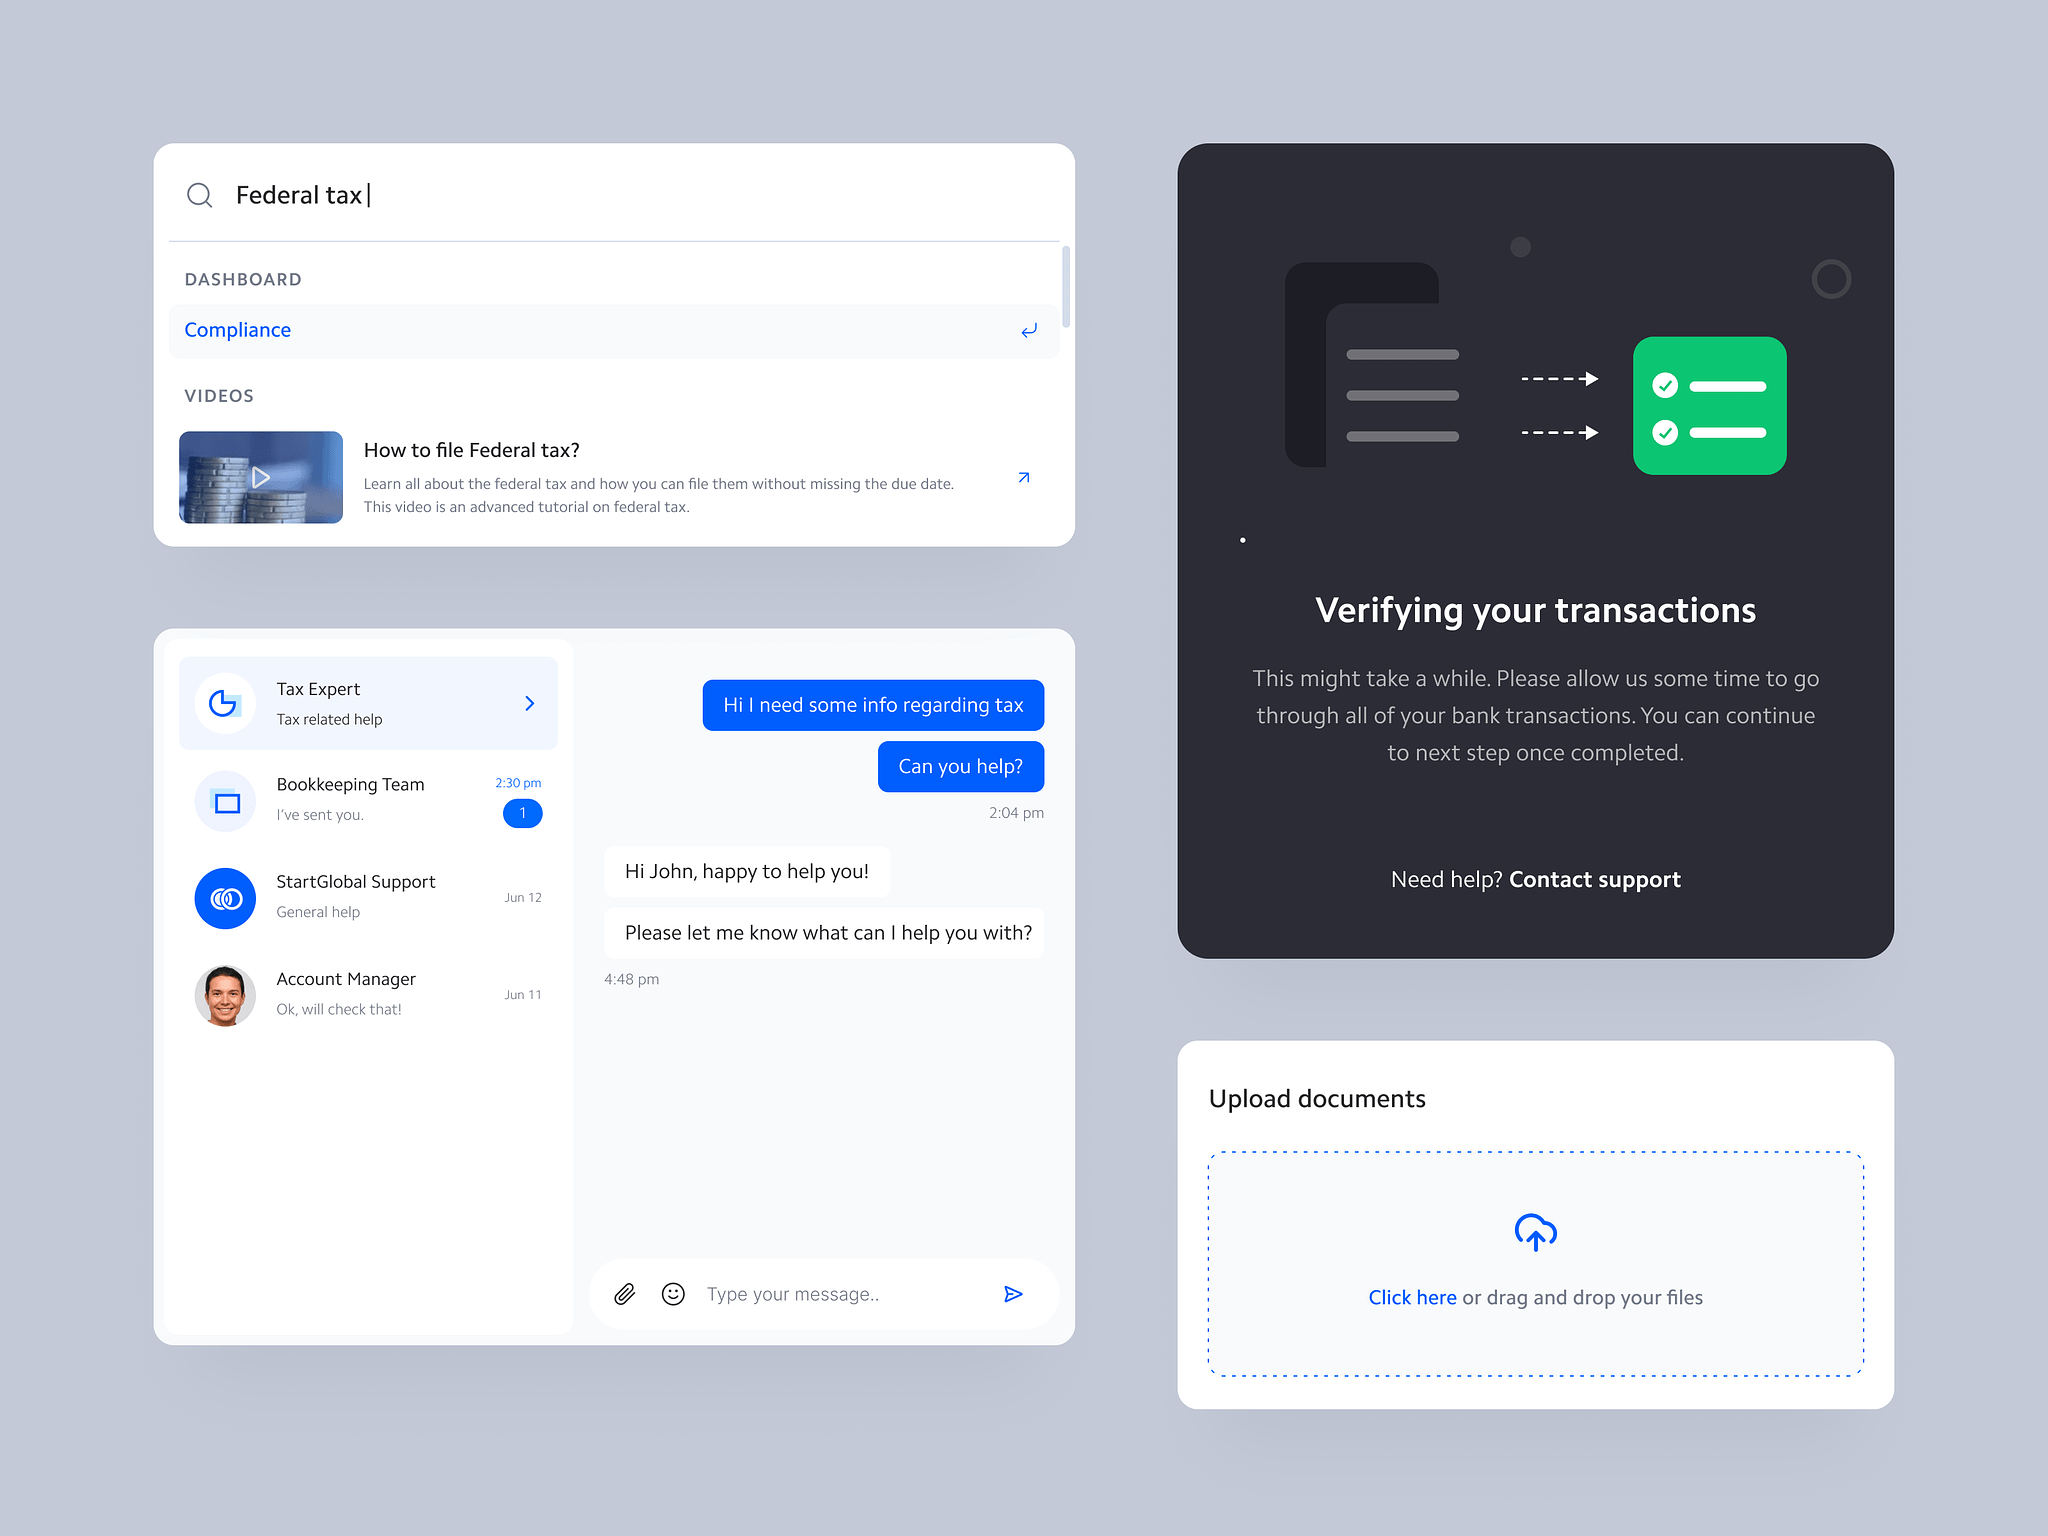 Federal tax
DASHBOARD
Compliance
VIDEOS
How to file Federal tax?
Learn all about the federal tax and how you can file them without missing the due date.
This video is an advanced tutorial on federal tax.
Tax Expert
Tax related help
Bookkeeping Team
2:30 pm
I've sent you.
1
StartGlobal Support
General help
Jun 12
Account Manager
Ok, will check that!
Jun 11
Hi I need some info regarding tax
Can you help?
2:04 pm
Hi John, happy to help you!
Please let me know what can I help you with?
4:48 pm
Type your message..
Verifying your transactions
This might take a while. Please allow us some time to go
through all of your bank transactions. You can continue
to next step once completed.
Need help? Contact support
Upload documents
Click here or drag and drop your files